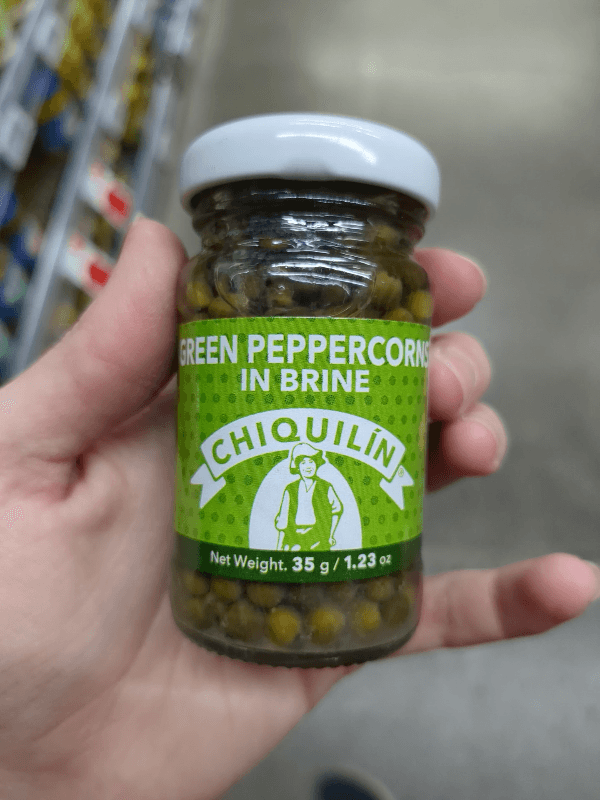 GREEN PEPPERCORNS
IN BRINE
CHIQUILÍN®
Net Weight. 35 g / 1.23 oz